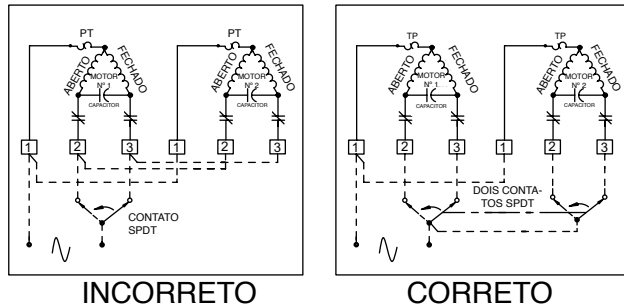 PT
PT
ABERTO
FECHADO
MOTOR
Nº 1
CAPACITOR
ABERTO
FECHADO
MOTOR
Nº 2
CAPACITOR
1
2
3
1
2
3
CONTATO
SPDT
INCORRETO
TP
TP
ABERTO
FECHADO
MOTOR
Nº 1
CAPACITOR
ABERTO
FECHADO
MOTOR
Nº 2
CAPACITOR
1
2
3
1
2
3
DOIS CONTA-
TOS SPDT
CORRETO